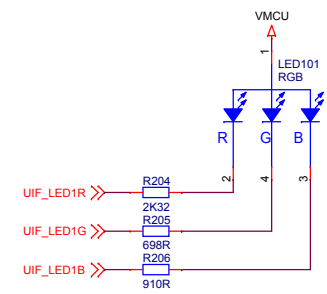 VMCU
1
LED101
RGB
R G B
2 4 3
R204
UIF_LED1R
2K32
R205
UIF_LED1G
698R
R206
UIF_LED1B
910R